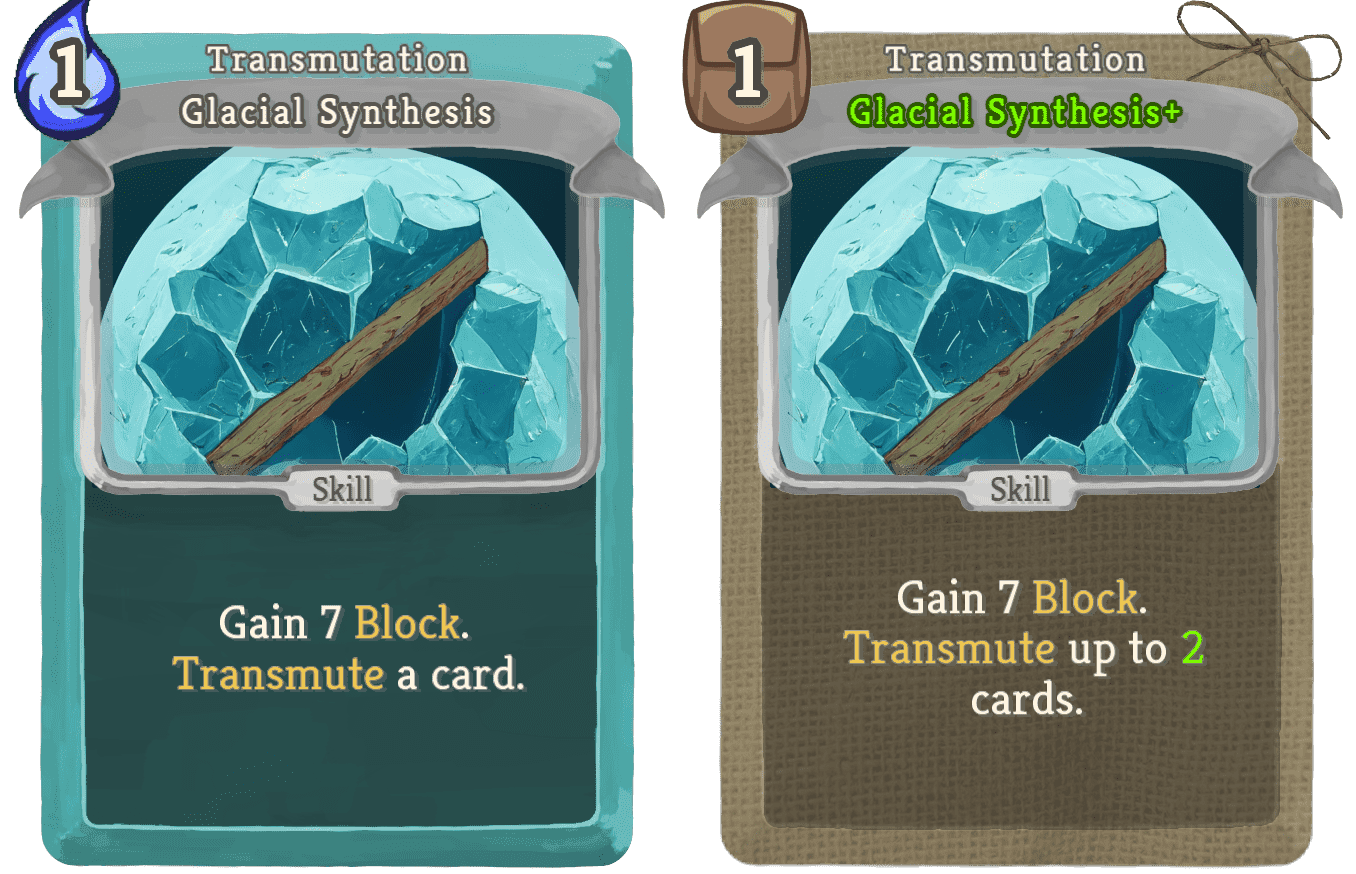 1
Transmutation
Glacial Synthesis
Skill
Gain 7 Block.
Transmute a card.
1
Transmutation
Glacial Synthesis+
Skill
Gain 7 Block.
Transmute up to 2
cards.